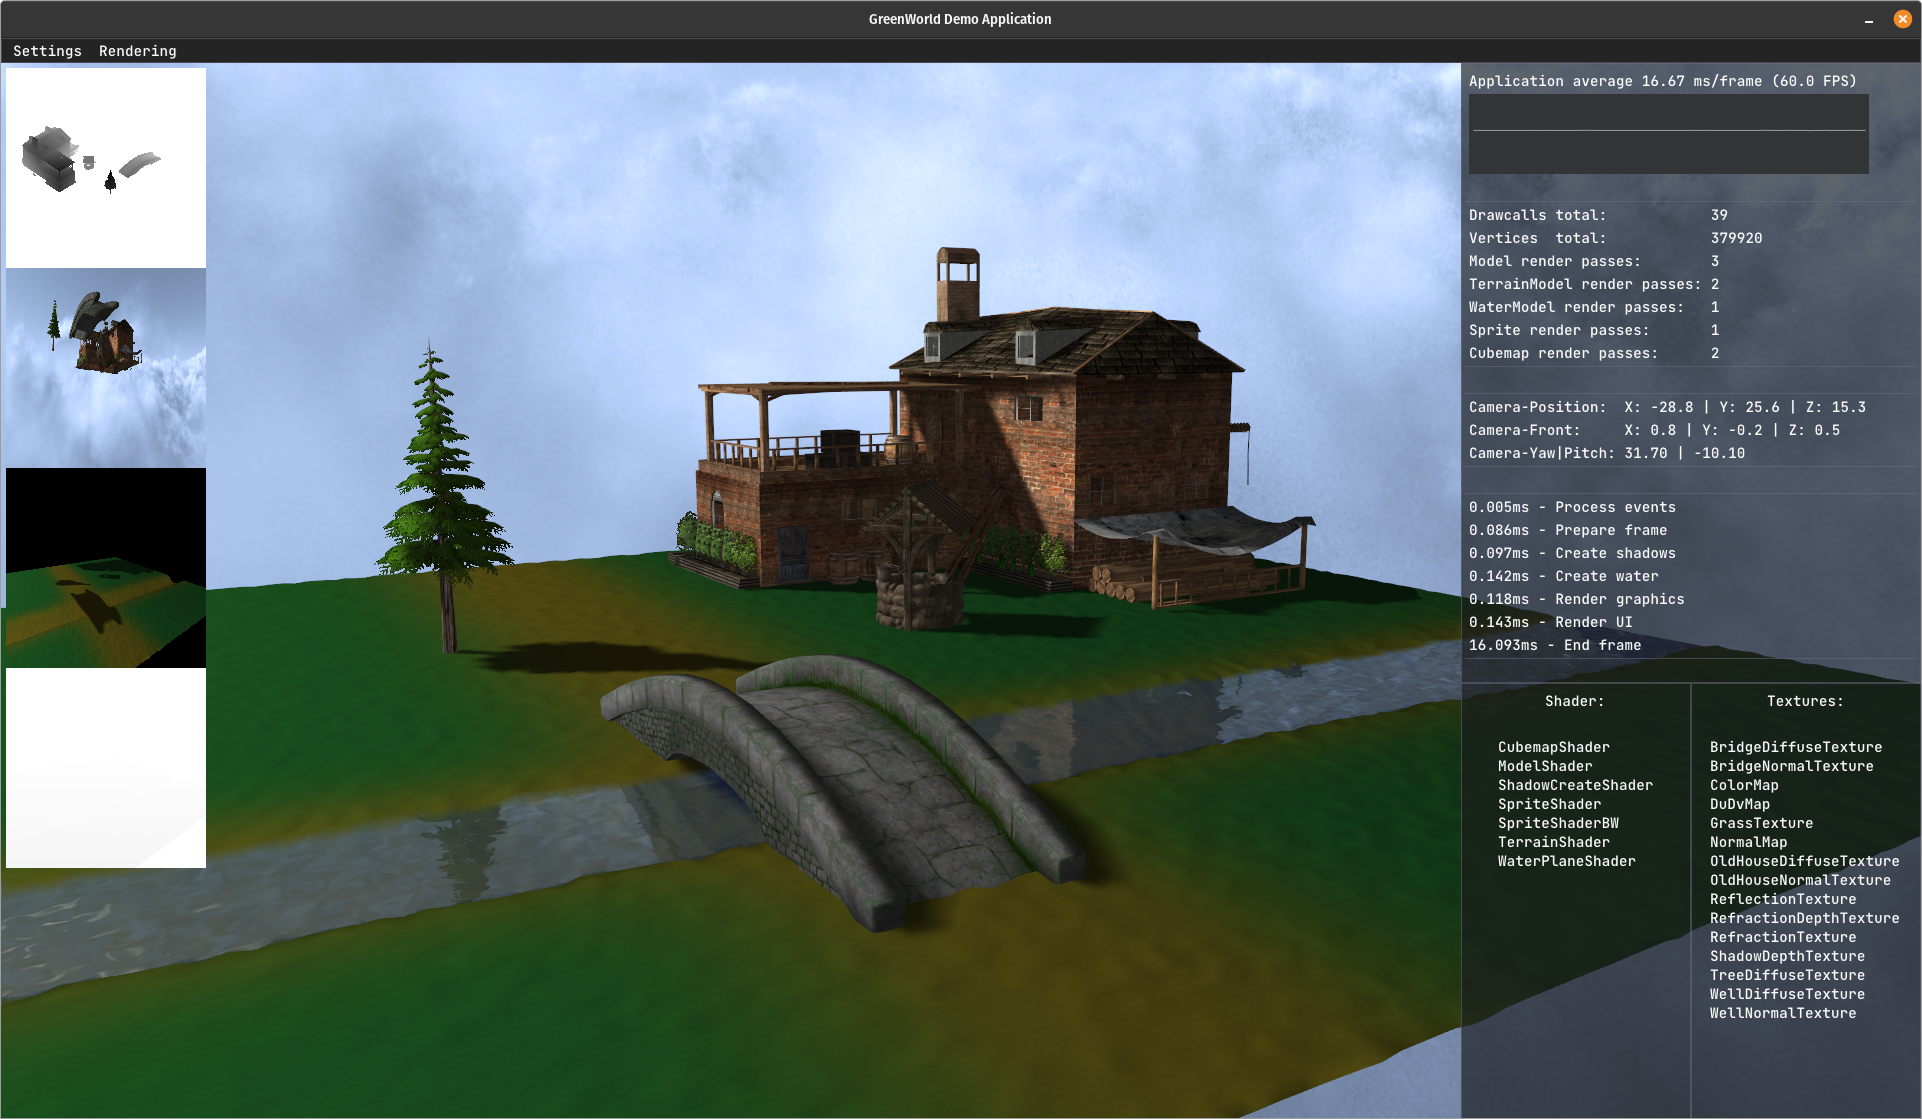 GreenWorld Demo Application
Settings Rendering
Application average 16.67 ms/frame (60.0 FPS)
Drawcalls total: 39
Vertices  total: 379920
Model render passes: 3
TerrainModel render passes: 2
WaterModel render passes: 1
Sprite render passes: 1
Cubemap render passes: 2
Camera-Position: X: -28.8 | Y: 25.6 | Z: 15.3
Camera-Front: X: 0.8 | Y: -0.2 | Z: 0.5
Camera-Yaw|Pitch: 31.70 | -10.10
0.005ms - Process events
0.086ms - Prepare frame
0.097ms - Create shadows
0.142ms - Create water
0.118ms - Render graphics
0.143ms - Render UI
16.093ms - End frame
Shader:
CubemapShader
ModelShader
ShadowCreateShader
SpriteShader
SpriteShaderBW
TerrainShader
WaterPlaneShader
Textures:
BridgeDiffuseTexture
BridgeNormalTexture
ColorMap
DuDvMap
GrassTexture
NormalMap
OldHouseDiffuseTexture
OldHouseNormalTexture
ReflectionTexture
RefractionDepthTexture
RefractionTexture
ShadowDepthTexture
TreeDiffuseTexture
WellDiffuseTexture
WellNormalTexture